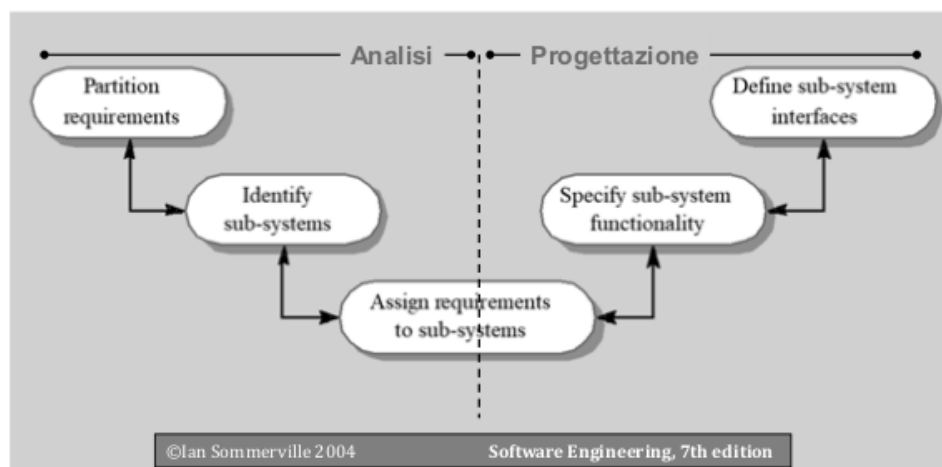 Analisi
Progettazione
Partition
requirements
Define sub-system
interfaces
Identify
sub-systems
Specify sub-system
functionality
Assign requirements
to sub-systems
©Ian Sommerville 2004
Software Engineering, 7th edition